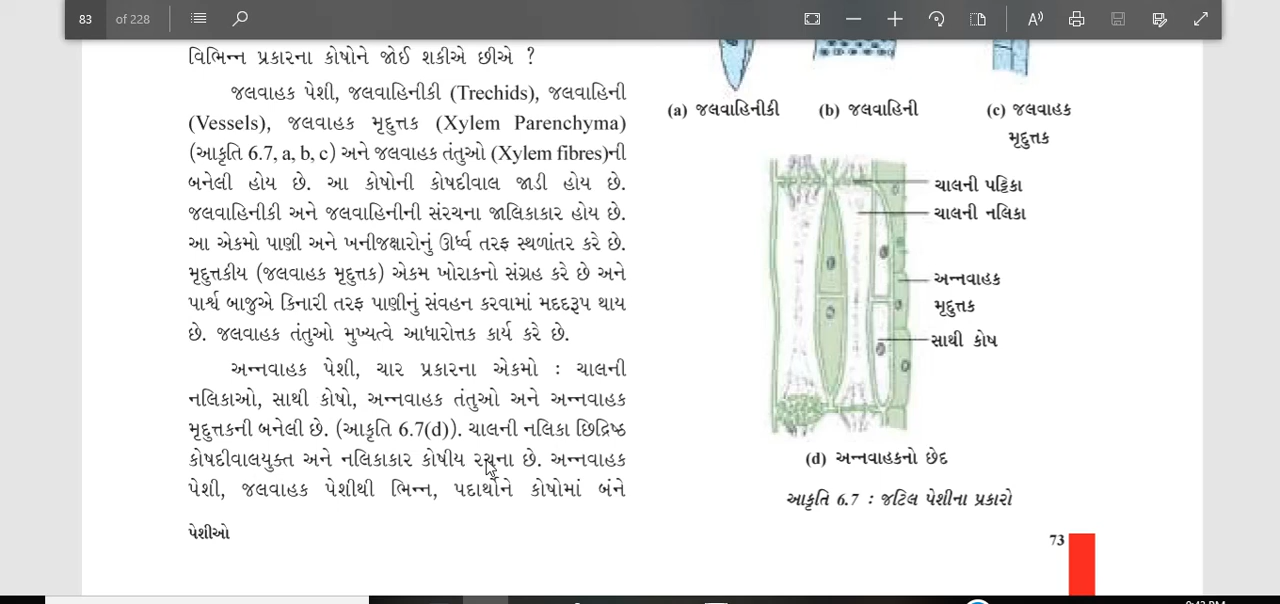 83 of 228
વિભિન્ન પ્રકારના કોષોને જોઈ શકીએ છીએ ?
જલવાહક પેશી, જલવાહિનીકી (Trechids), જલવાહિની
(Vessels), જલવાહક મૃદુત્તક (Xylem Parenchyma)
(આકૃતિ 6.7, a, b, c) અને જલવાહક તંતુઓ (Xylem fibres)ની
બનેલી હોય છે. આ કોષોની કોષદીવાલ જાડી હોય છે.
જલવાહિનીકી અને જલવાહિનીની સંરચના જાલિકાકાર હોય છે.
આ એકમો પાણી અને ખનીજક્ષારોનું ઊર્ધ્વ તરફ સ્થળાંતર કરે છે.
મૃદુત્તકીય (જલવાહક મૃદુત્તક) એકમ ખોરાકનો સંગ્રહ કરે છે અને
પાર્શ્વ બાજુએ કિનારી તરફ પાણીનું સંવહન કરવામાં મદદરૂપ થાય
છે. જલવાહક તંતુઓ મુખ્યત્વે આધારોત્તક કાર્ય કરે છે.
અન્નવાહક પેશી, ચાર પ્રકારના એકમો : ચાલની
નલિકાઓ, સાથી કોષો, અન્નવાહક તંતુઓ અને અન્નવાહક
મૃદુત્તકની બનેલી છે. (આકૃતિ 6.7(d)). ચાલની નલિકા છિદ્રિષ્ઠ
કોષદીવાલયુક્ત અને નલિકાકાર કોષીય રચના છે. અન્નવાહક
પેશી, જલવાહક પેશીથી ભિન્ન, પદાર્થોને કોષોમાં બંને
(a) જલવાહિનીકી (b) જલવાહિની (c) જલવાહક
મૃદુત્તક
ચાલની પટ્ટિકા
ચાલની નલિકા
અન્નવાહક
મૃદુત્તક
સાથી કોષ
(d) અન્નવાહકનો છેદ
આકૃતિ 6.7 : જટિલ પેશીના પ્રકારો
પેશીઓ
73